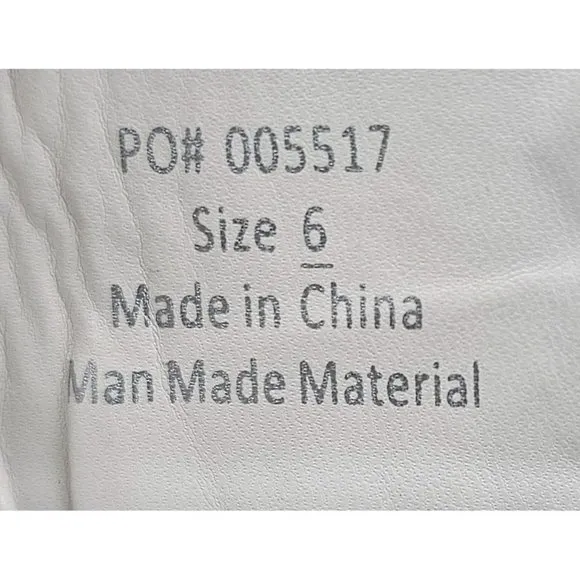 PO# 005517
Size 6
Made in China
Man Made Material